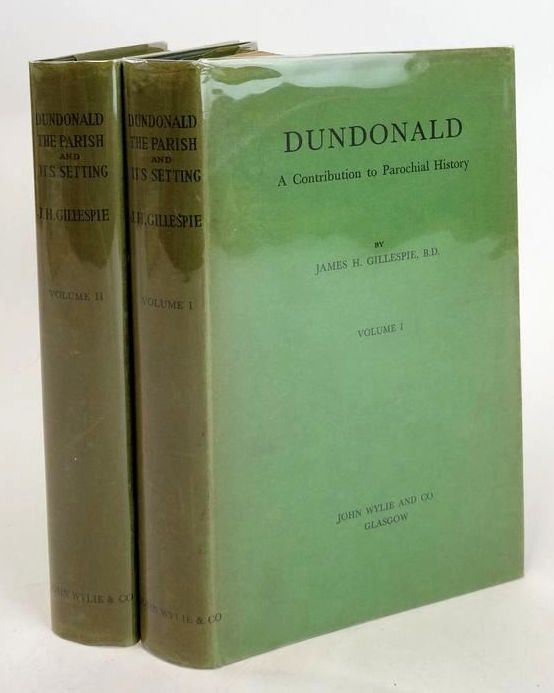 DUNDONALD
THE PARISH
AND
ITS SETTING
J.H. GILLESPIE
VOLUME II
JOHN WYLIE & CO
DUNDONALD
THE PARISH
AND
ITS SETTING
J.H. GILLESPIE
VOLUME I
JOHN WYLIE & CO
DUNDONALD
A Contribution to Parochial History
BY
JAMES H. GILLESPIE, B.D.
VOLUME I
JOHN WYLIE AND CO
GLASGOW